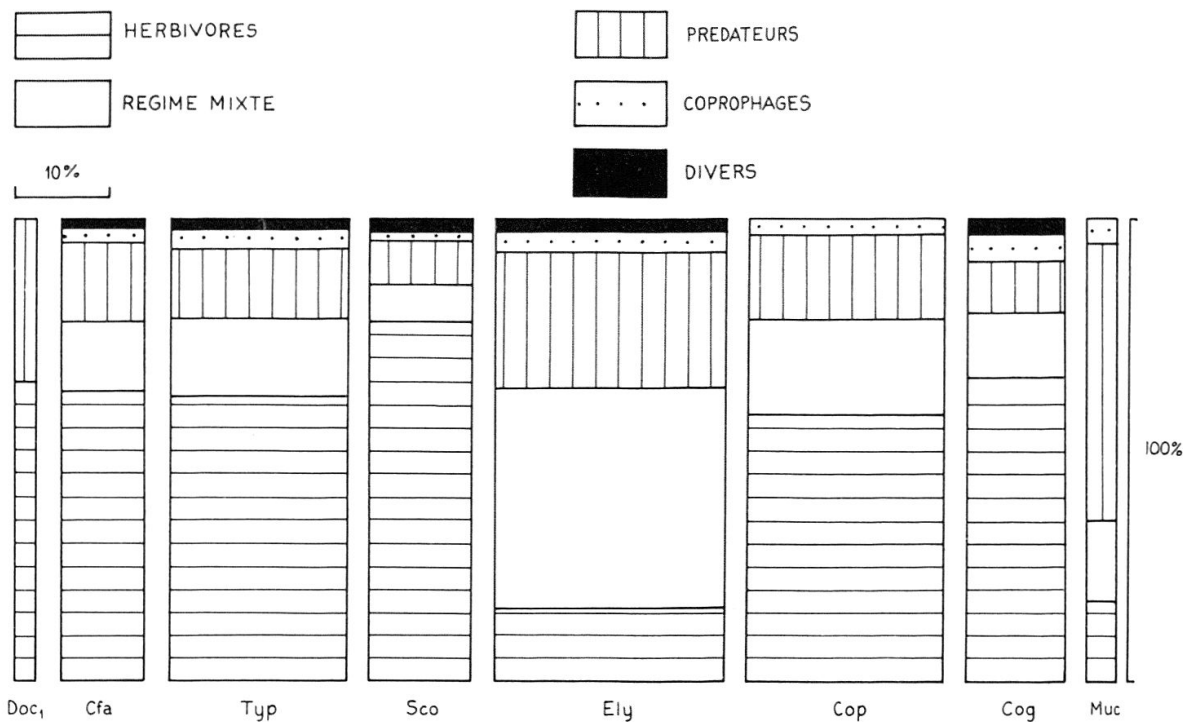 HERBIVORES
REGIME MIXTE
10%
PREDATEURS
COPROPHAGES
DIVERS
100%
Doc₁ Cfa Typ Sco Ely Cop Cog Muc